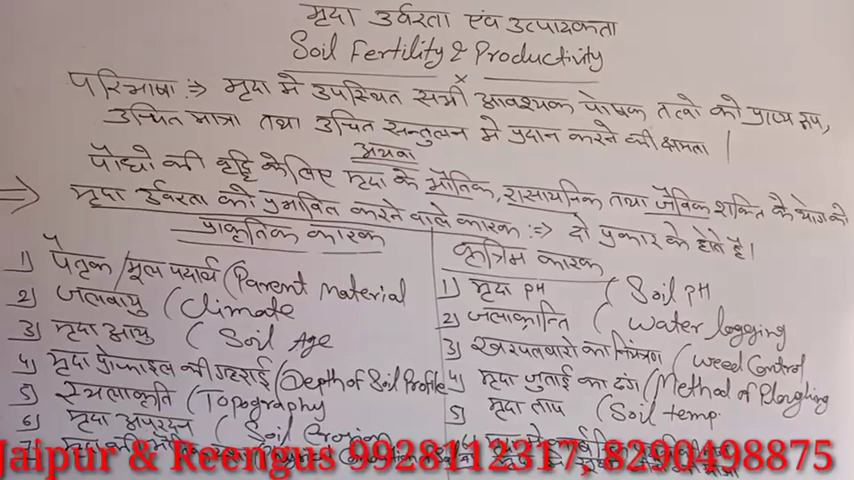 मृदा उर्वरता एवं उत्पादकता
Soil Fertility & Productivity
परिभाषा :⇒ मृदा मे उपस्थित सभी आवश्यक पोषक तत्वो को प्राप्य रूप,
उचित मात्रा तथा उचित सन्तुलन मे प्रदान करने की क्षमता |
अथवा
पौधो की वृद्धि के लिए मृदा के भौतिक, रासायनिक तथा जैविक शक्ति के योग को
⇒ मृदा उर्वरता को प्रभावित करने वाले कारक :⇒ दो प्रकार के होते है।
प्राकृतिक कारक
1) पैतृक/मूल पदार्थ (Parent Material
2) जलवायु (Climate
3) मृदा आयु (Soil Age
4) मृदा प्रोफाइल की गहराई (Depth of Soil Profile
5) स्थलाकृति (Topography
6) मृदा अपरदन (Soil Erosion
7) मृदा की
कृत्रिम कारक
1) मृदा PH (Soil PH
2) जलाक्रान्ति (Water logging
3) खरपतवारो का नियंत्रण (Weed Control
4) मृदा जुताई का ढंग (Method of Ploughing
5) मृदा ताप (Soil temp.
Jaipur & Reengus 9928112317, 8290498875